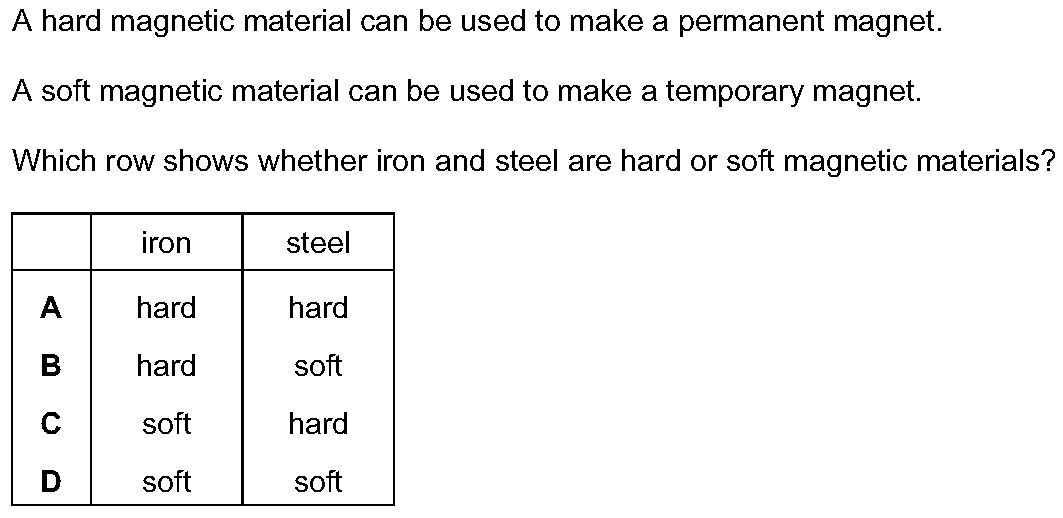 A hard magnetic material can be used to make a permanent magnet.
A soft magnetic material can be used to make a temporary magnet.
Which row shows whether iron and steel are hard or soft magnetic materials?
iron steel
A hard hard
B hard soft
C soft hard
D soft soft